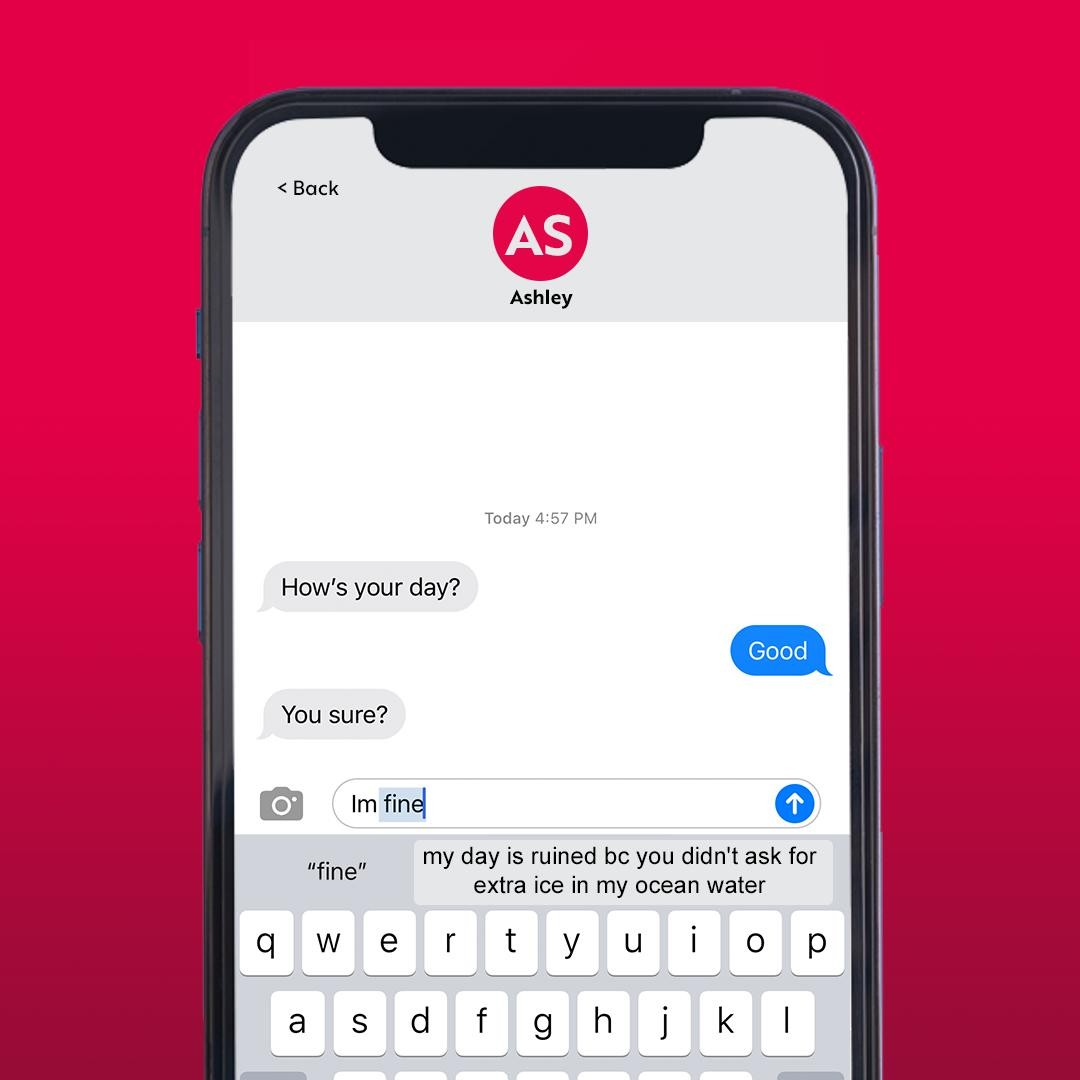 < Back
AS
Ashley
Today 4:57 PM
How’s your day?
Good
You sure?
Im fine
“fine”
my day is ruined bc you didn't ask for
extra ice in my ocean water
q w e r t y u i o p
a s d f g h j k l